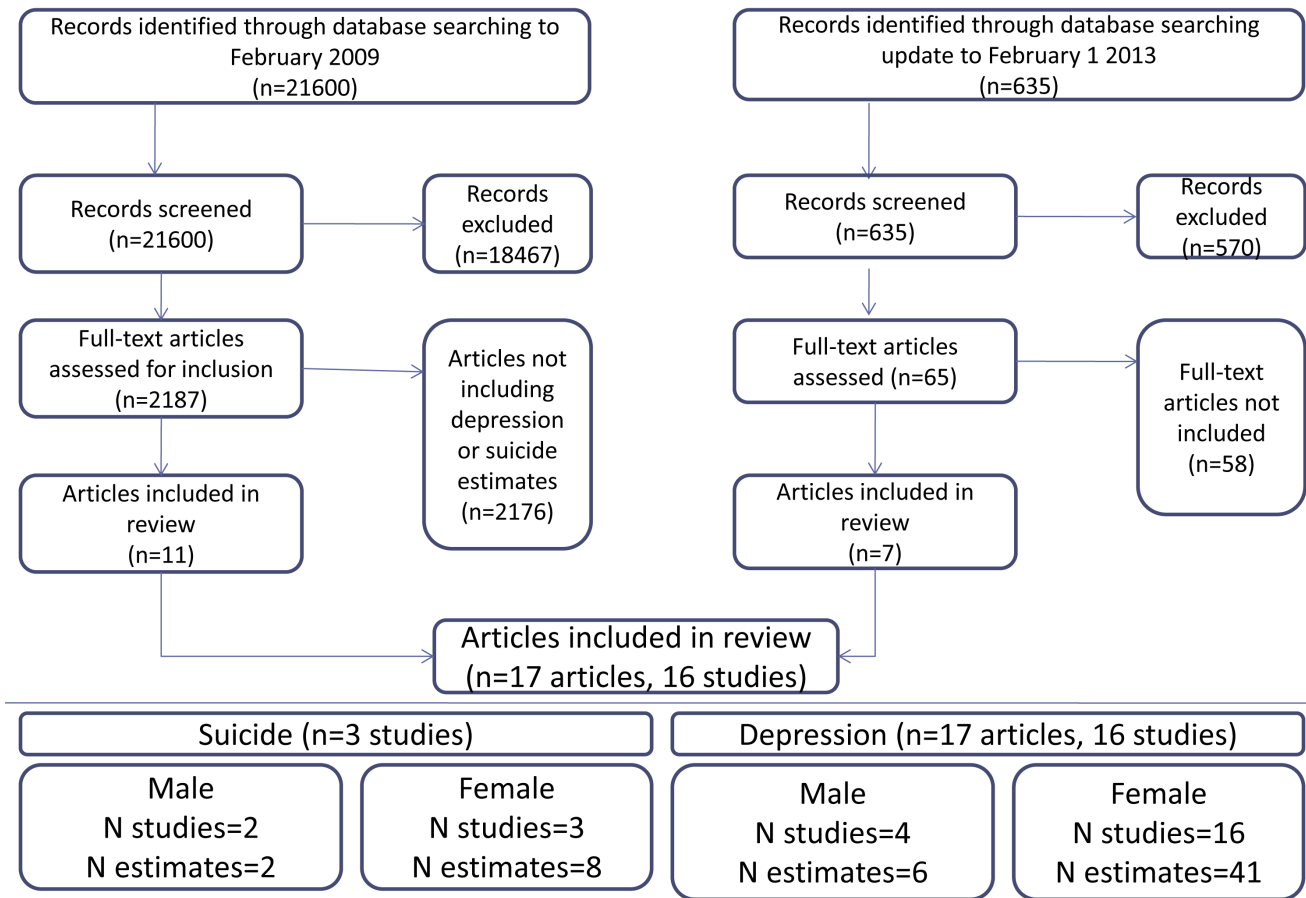 Records identified through database searching to
February 2009
(n=21600)
Records identified through database searching
update to February 1 2013
(n=635)
Records screened
(n=21600)
Records
excluded
(n=18467)
Records screened
(n=635)
Records
excluded
(n=570)
Full-text articles
assessed for inclusion
(n=2187)
Articles not
including
depression
or suicide
estimates
(n=2176)
Full-text articles
assessed (n=65)
Full-text
articles not
included
(n=58)
Articles included in
review
(n=11)
Articles included in
review
(n=7)
Articles included in review
(n=17 articles, 16 studies)
Suicide (n=3 studies)
Depression (n=17 articles, 16 studies)
Male
N studies=2
N estimates=2
Female
N studies=3
N estimates=8
Male
N studies=4
N estimates=6
Female
N studies=16
N estimates=41